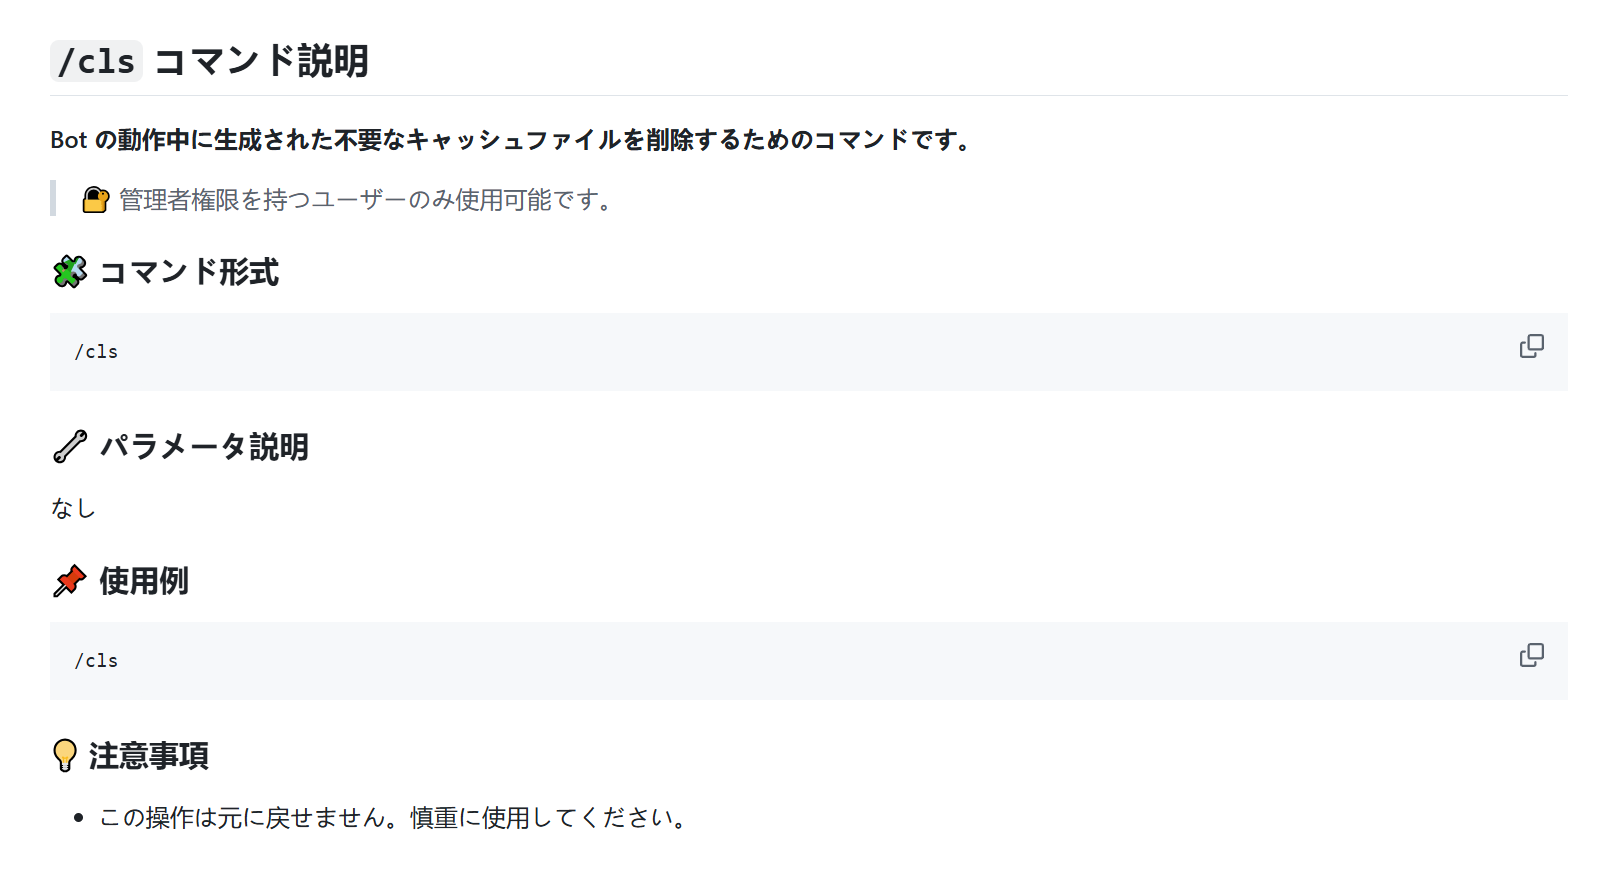 /cls コマンド説明
Bot の動作中に生成された不要なキャッシュファイルを削除するためのコマンドです。
🔐 管理者権限を持つユーザーのみ使用可能です。
🧩 コマンド形式
/cls
🔧 パラメータ説明
なし
📌 使用例
/cls
💡 注意事項
• この操作は元に戻せません。慎重に使用してください。